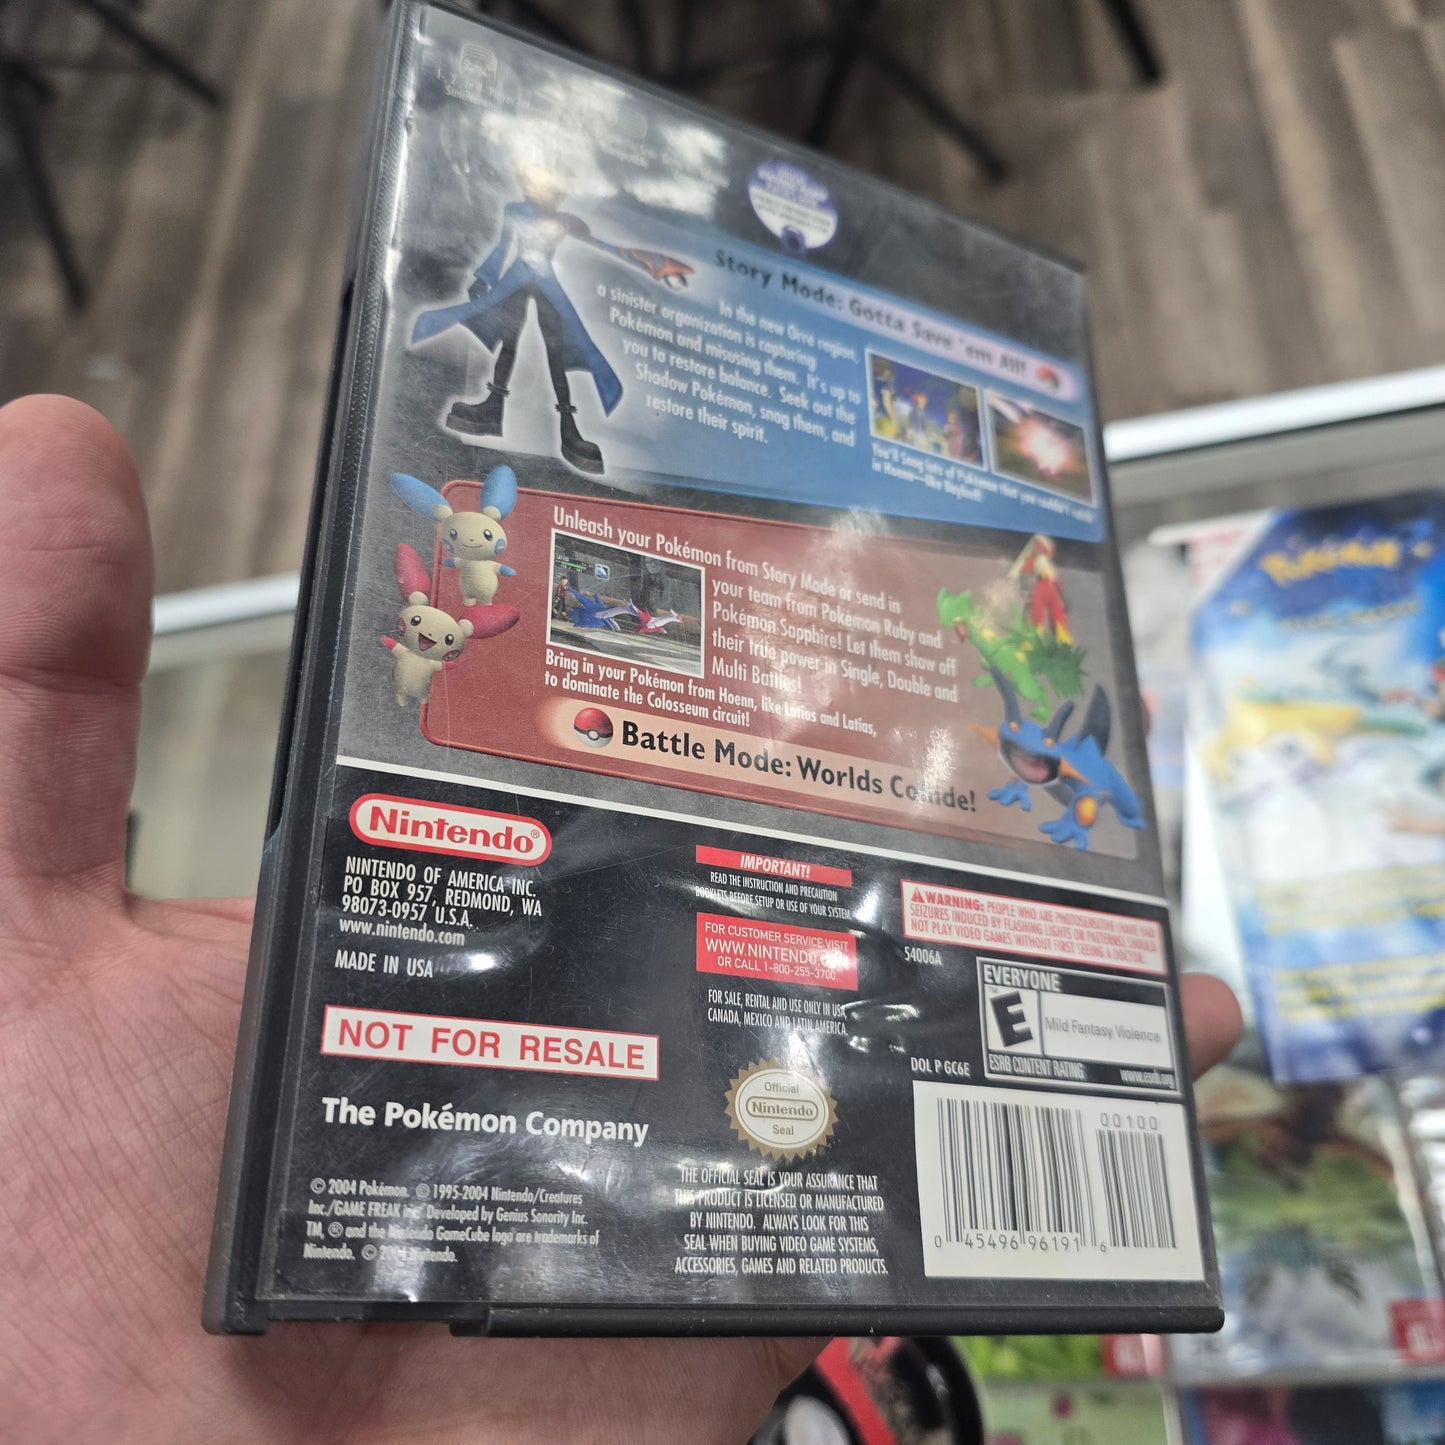 Story Mode: Gotta Save 'em All!
In the new Orre region,
a sinister organization is capturing
Pokémon and misusing them. It's up to
you to restore balance. Seek out the
Shadow Pokémon, snag them, and
restore their spirit.
You'll Snag lots of Pokémon that you couldn't catch
in Hoenn—like Bayleef!
Unleash your Pokémon from Story Mode or send in
your team from Pokémon Ruby and
Pokémon Sapphire! Let them show off
their true power in Single, Double and
Multi Battles!
Bring in your Pokémon from Hoenn, like Latios and Latias,
to dominate the Colosseum circuit!
Battle Mode: Worlds Collide!
Nintendo®
NINTENDO OF AMERICA INC.
PO BOX 957, REDMOND, WA
98073-0957 U.S.A.
www.nintendo.com
MADE IN USA
NOT FOR RESALE
The Pokémon Company
© 2004 Pokémon. © 1995-2004 Nintendo/Creatures
Inc./GAME FREAK inc. Developed by Genius Sonority Inc.
TM, ® and the Nintendo GameCube logo are trademarks of
Nintendo. © 2004 Nintendo.
IMPORTANT!
READ THE INSTRUCTION AND PRECAUTION
BOOKLETS BEFORE SETUP OR USE OF YOUR SYSTEM
FOR CUSTOMER SERVICE VISIT
WWW.NINTENDO.COM
OR CALL 1-800-255-3700
FOR SALE, RENTAL AND USE ONLY IN USA,
CANADA, MEXICO AND LATIN AMERICA.
Official
Nintendo
Seal
THE OFFICIAL SEAL IS YOUR ASSURANCE THAT
THIS PRODUCT IS LICENSED OR MANUFACTURED
BY NINTENDO. ALWAYS LOOK FOR THIS
SEAL WHEN BUYING VIDEO GAME SYSTEMS,
ACCESSORIES, GAMES AND RELATED PRODUCTS.
WARNING: PEOPLE WHO ARE PHOTOSENSITIVE (HAVE HAD
SEIZURES INDUCED BY FLASHING LIGHTS OR PATTERNS) SHOULD
NOT PLAY VIDEO GAMES WITHOUT FIRST SEEING A DOCTOR.
54006A
EVERYONE
E
Mild Fantasy Violence
ESRB CONTENT RATING www.esrb.org
DOL P GC6E
00100
0 45496 96191 6
Pokémon